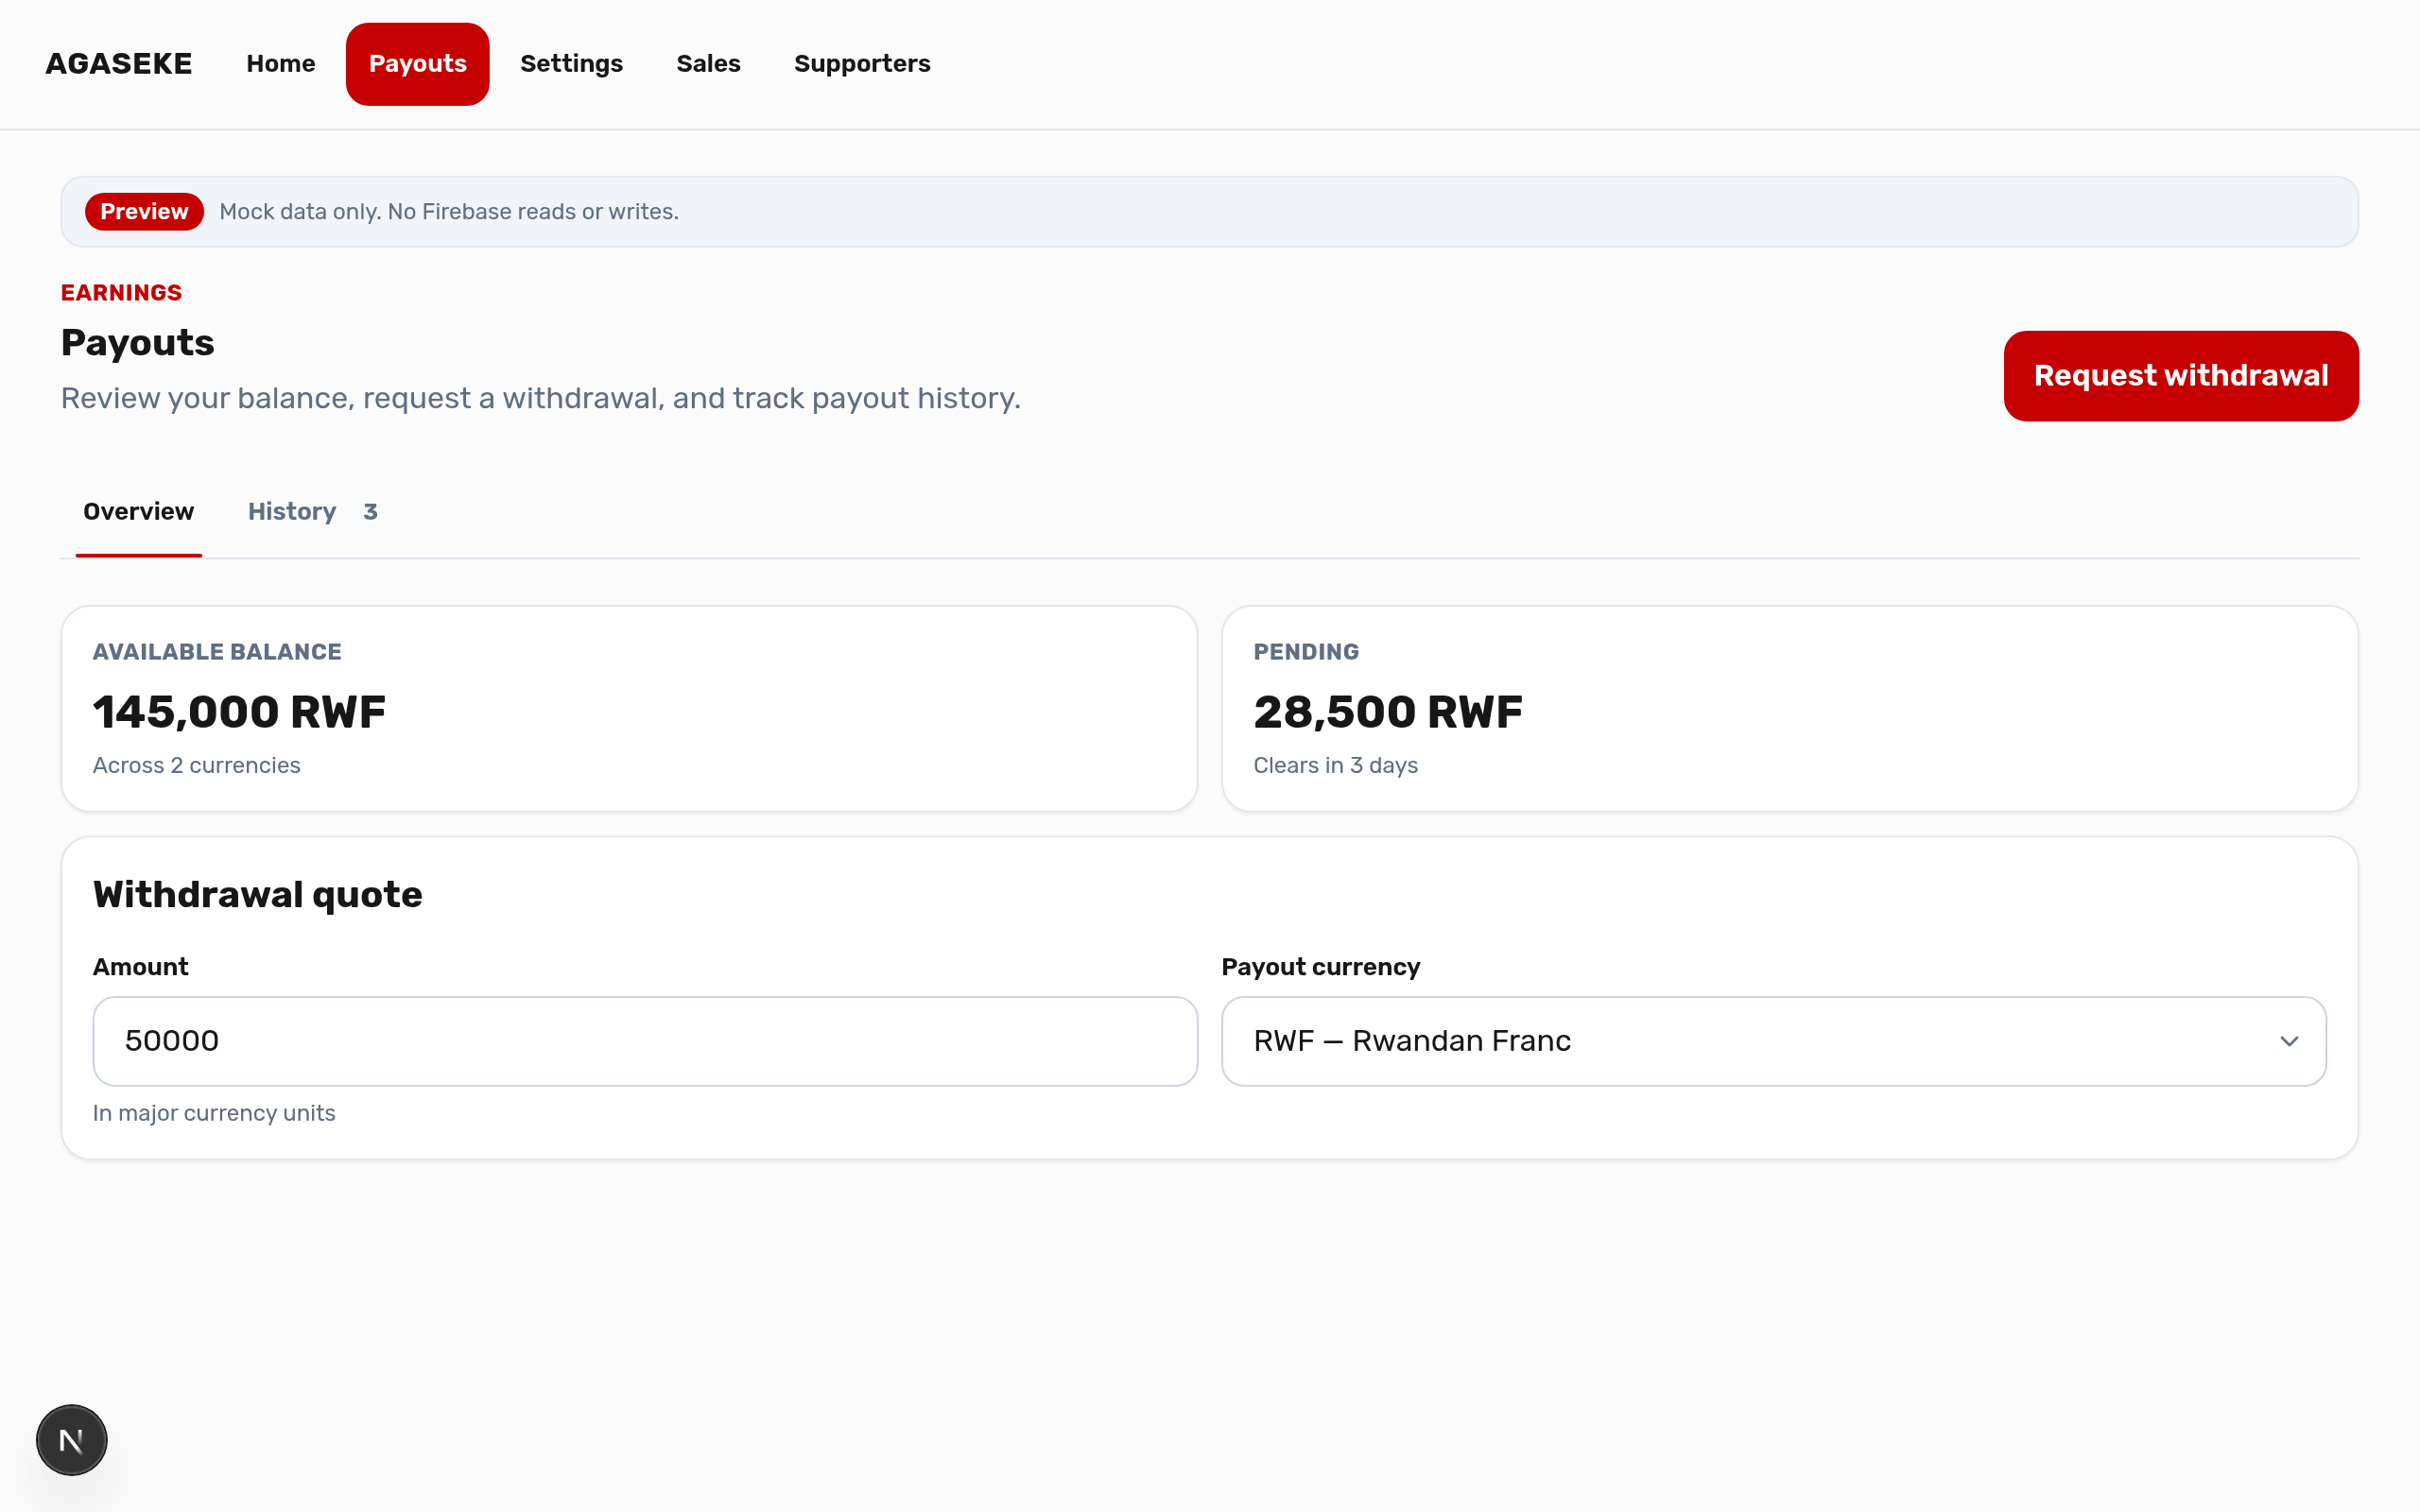 AGASEKE Home Payouts Settings Sales Supporters
Preview Mock data only. No Firebase reads or writes.
EARNINGS
Payouts
Review your balance, request a withdrawal, and track payout history.
Request withdrawal
Overview History 3
AVAILABLE BALANCE
145,000 RWF
Across 2 currencies
PENDING
28,500 RWF
Clears in 3 days
Withdrawal quote
Amount
50000
In major currency units
Payout currency
RWF — Rwandan Franc
N